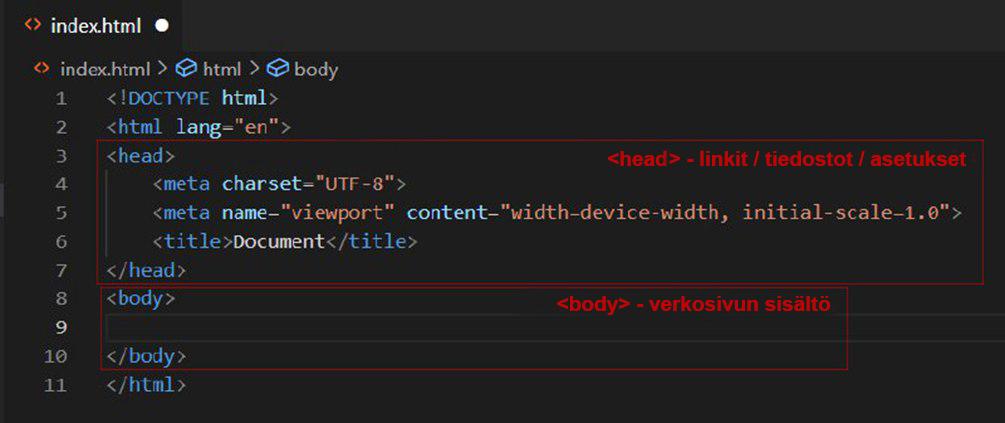 index.html
index.html > html > body
1 <!DOCTYPE html>
2 <html lang="en">
3 <head>
<head> - linkit / tiedostot / asetukset
4 <meta charset="UTF-8">
5 <meta name="viewport" content="width=device-width, initial-scale=1.0">
6 <title>Document</title>
7 </head>
8 <body>
<body> - verkosivun sisältö
9
10 </body>
11 </html>